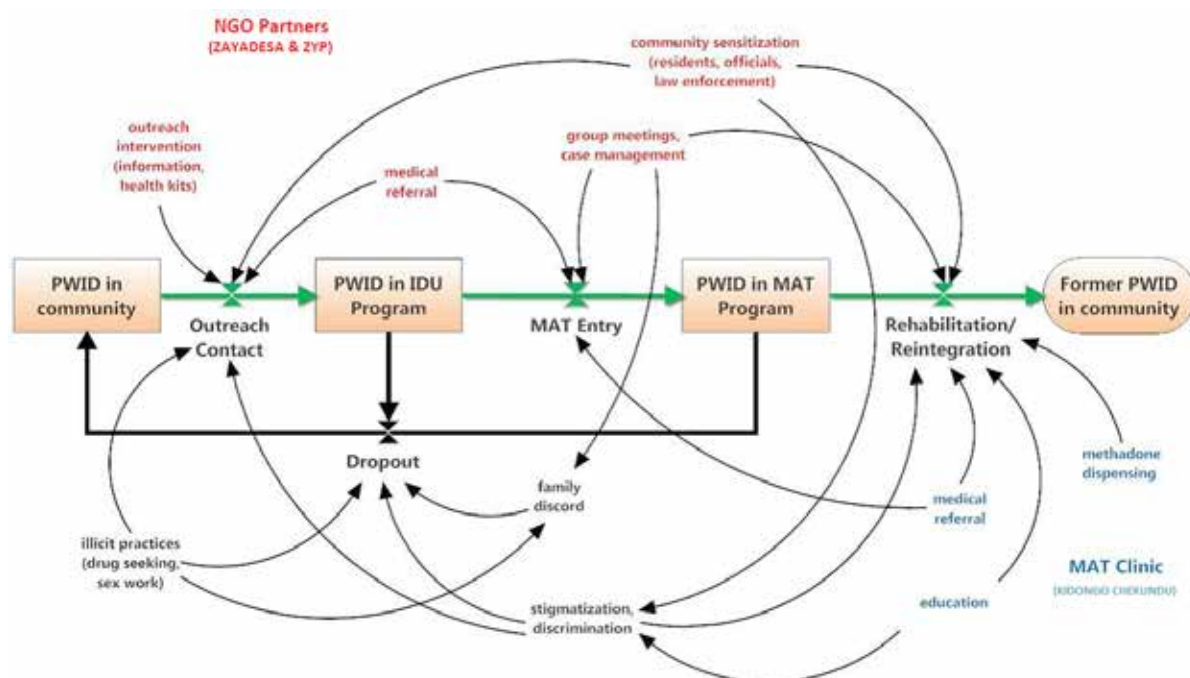 NGO Partners
(ZAYADESA & ZYP)
community sensitization
(residents, officials,
law enforcement)
outreach
intervention
(information,
health kits)
medical
referral
group meetings,
case management
PWID in
community
PWID in IDU
Program
PWID in MAT
Program
Former PWID
in community
Outreach
Contact
MAT Entry
Rehabilitation/
Reintegration
Dropout
family
discord
methadone
dispensing
medical
referral
illicit practices
(drug seeking,
sex work)
stigmatization,
discrimination
education
MAT Clinic
(KIDONGO CHEKUNDU)